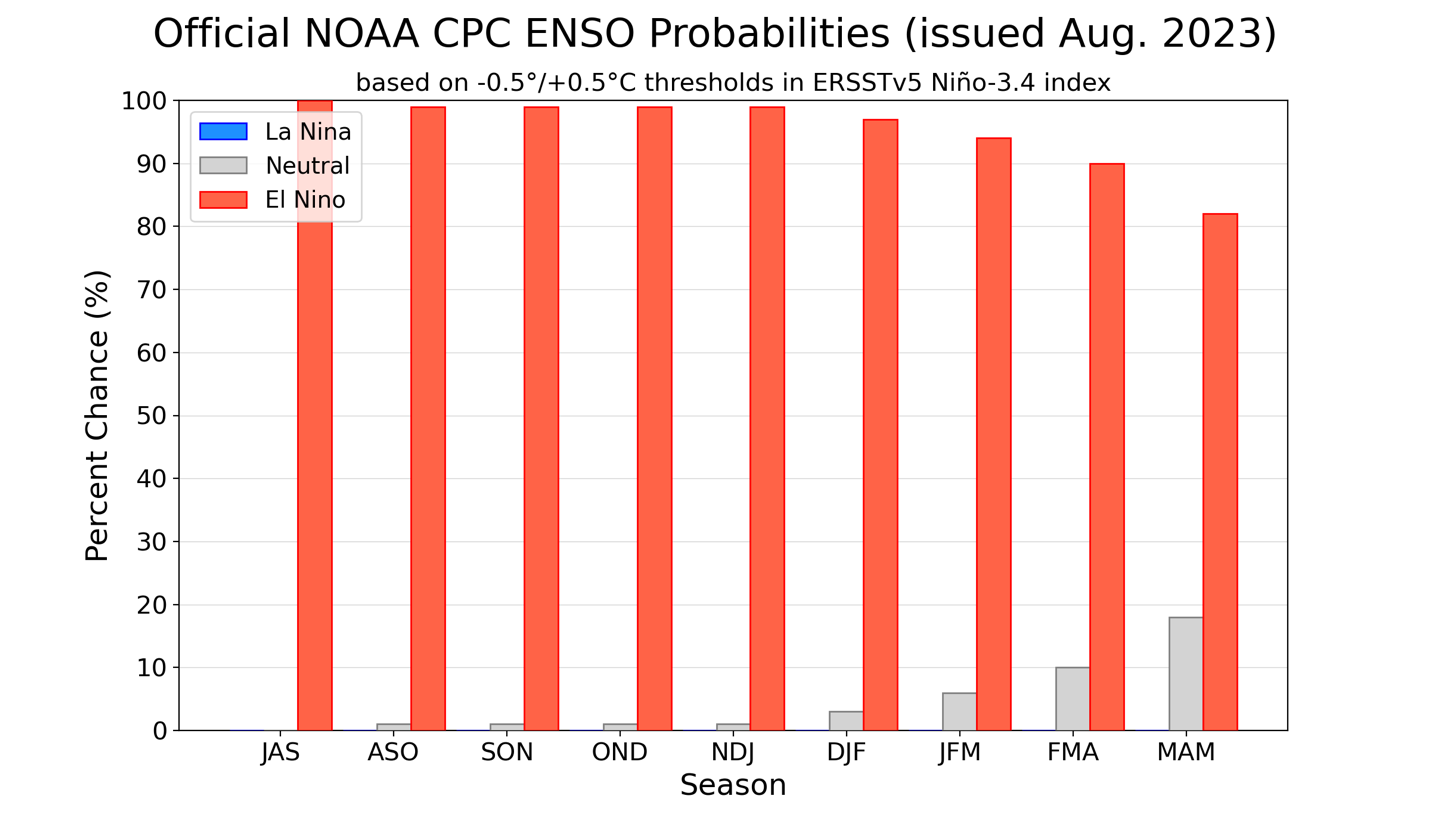 Official NOAA CPC ENSO Probabilities (issued Aug. 2023)
based on -0.5°/+0.5°C thresholds in ERSSTv5 Niño-3.4 index
100
90
80
70
60
50
40
30
20
10
0
Percent Chance (%)
La Nina
Neutral
El Nino
JAS ASO SON OND NDJ DJF JFM FMA MAM
Season